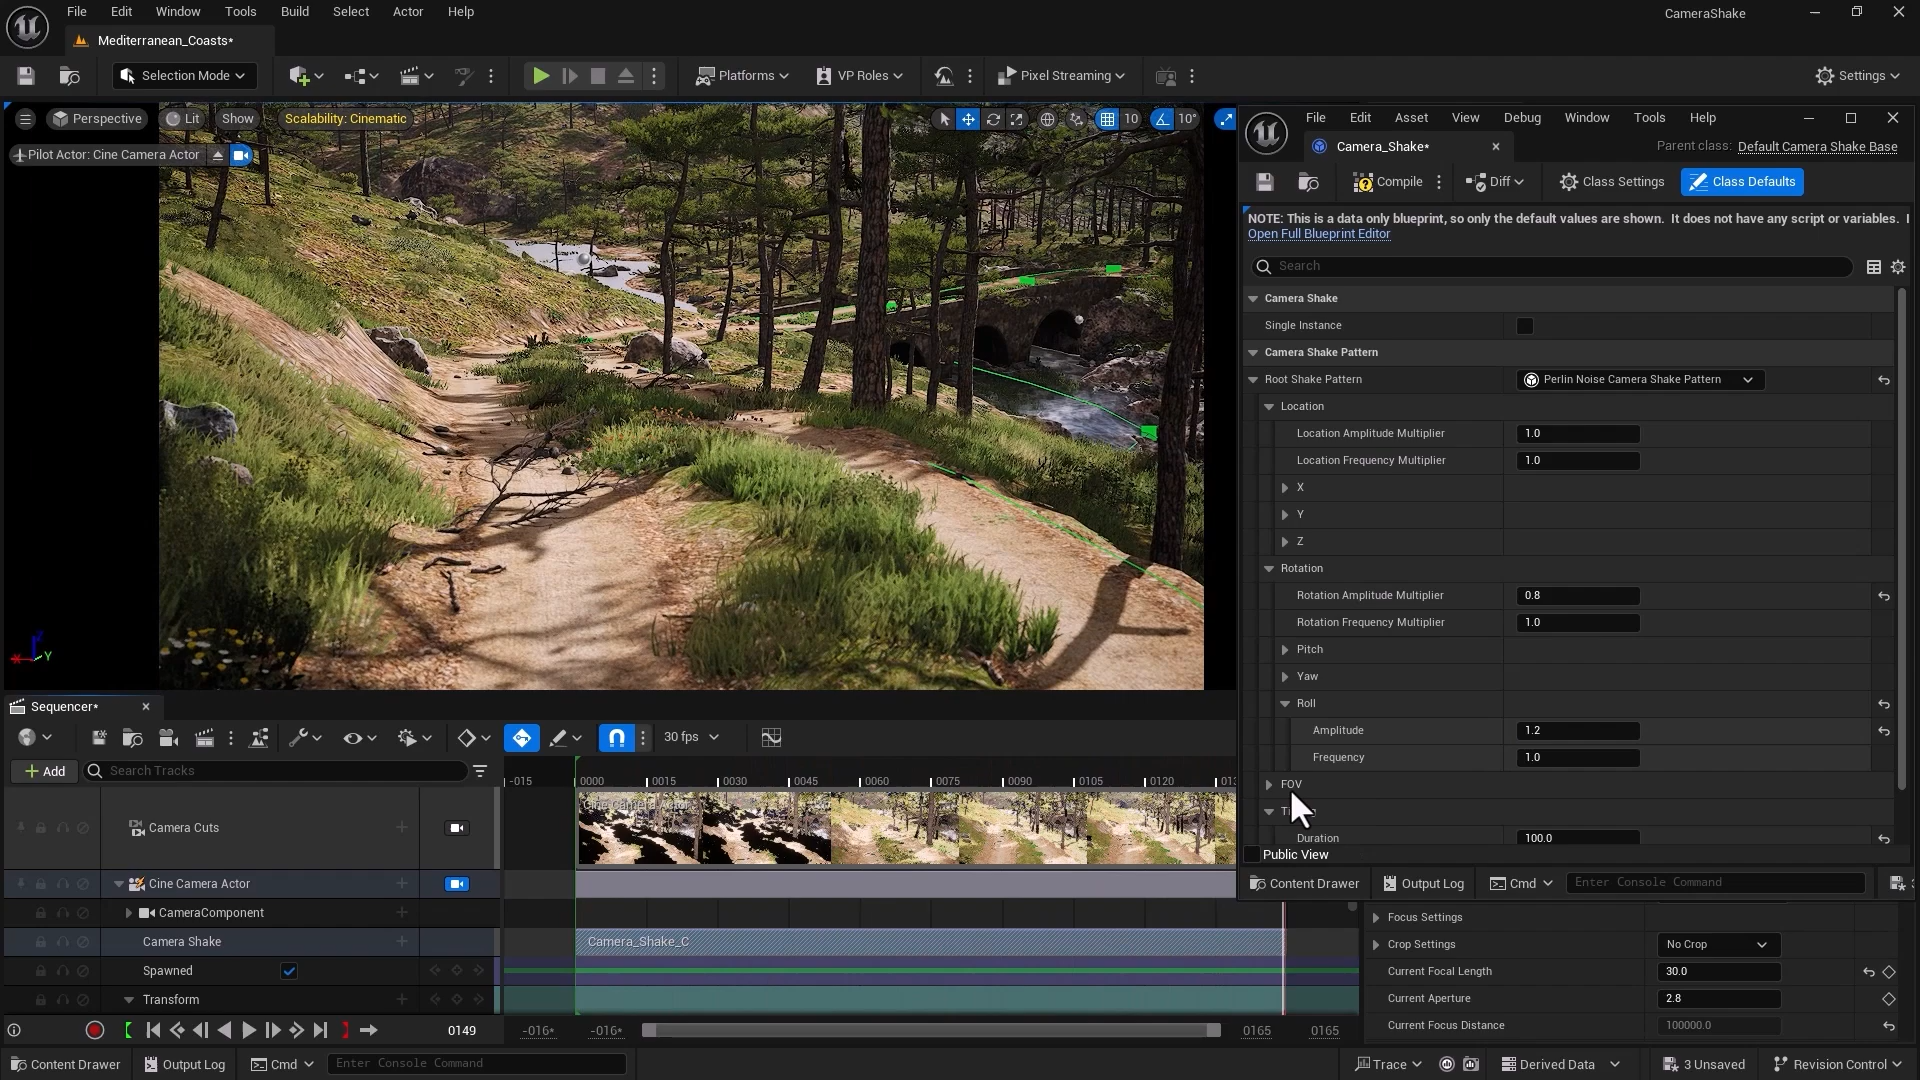 File Edit Window Tools Build Select Actor Help
CameraShake
Mediterranean_Coasts*
Selection Mode
Platforms
VP Roles
Pixel Streaming
Settings
Perspective
Lit
Show
Scalability: Cinematic
10
10°
Pilot Actor: Cine Camera Actor
File Edit Asset View Debug Window Tools Help
Camera_Shake*
Parent class: Default Camera Shake Base
Compile
Diff
Class Settings
Class Defaults
NOTE: This is a data only blueprint, so only the default values are shown. It does not have any script or variables.
Open Full Blueprint Editor
Search
Camera Shake
Single Instance
Camera Shake Pattern
Root Shake Pattern Perlin Noise Camera Shake Pattern
Location
Location Amplitude Multiplier 1.0
Location Frequency Multiplier 1.0
X
Y
Z
Rotation
Rotation Amplitude Multiplier 0.8
Rotation Frequency Multiplier 1.0
Pitch
Yaw
Roll
Amplitude 1.2
Frequency 1.0
FOV
Duration 100.0
Public View
Content Drawer Output Log Cmd Enter Console Command
Y
Sequencer*
30 fps
Add
Search Tracks
-015 0000 0015 0030 0045 0060 0075 0090 0105 0120
Cine Camera Actor
Camera Cuts
Cine Camera Actor
CameraComponent
Camera Shake
Camera_Shake_C
Spawned
Transform
0149
-016* -016* 0165 0165
Focus Settings
Crop Settings No Crop
Current Focal Length 30.0
Current Aperture 2.8
Current Focus Distance 100000.0
Content Drawer Output Log Cmd Enter Console Command
Trace Derived Data 3 Unsaved Revision Control